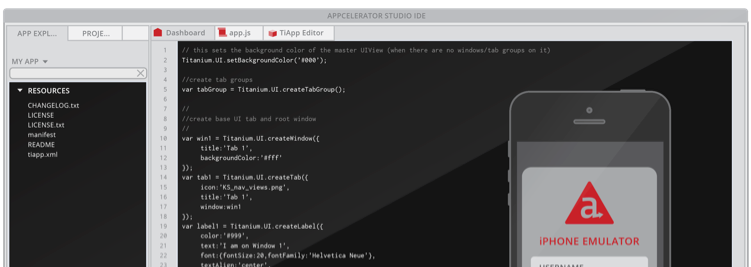 APPCELERATOR STUDIO IDE
APP EXPL... PROJE... Dashboard app.js TiApp Editor
MY APP
RESOURCES
CHANGELOG.txt
LICENSE
LICENSE.txt
manifest
README
tiapp.xml
1 // this sets the background color of the master UIView (when there are no windows/tab groups on it)
2 Titanium.UI.setBackgroundColor('#000');
3
4 //create tab groups
5 var tabGroup = Titanium.UI.createTabGroup();
6
7 //
8 //create base UI tab and root window
9 //
10 var win1 = Titanium.UI.createWindow({
11 title:'Tab 1',
12 backgroundColor:'#fff'
13 });
14 var tab1 = Titanium.UI.createTab({
15 icon:'KS_nav_views.png',
16 title:'Tab 1',
17 window:win1
18 });
19 var label1 = Titanium.UI.createLabel({
20 color:'#999',
21 text:'I am on Window 1',
22 font:{fontSize:20,fontFamily:'Helvetica Neue'},
23 textAlign:'center',
a
iPHONE EMULATOR
USERNAME